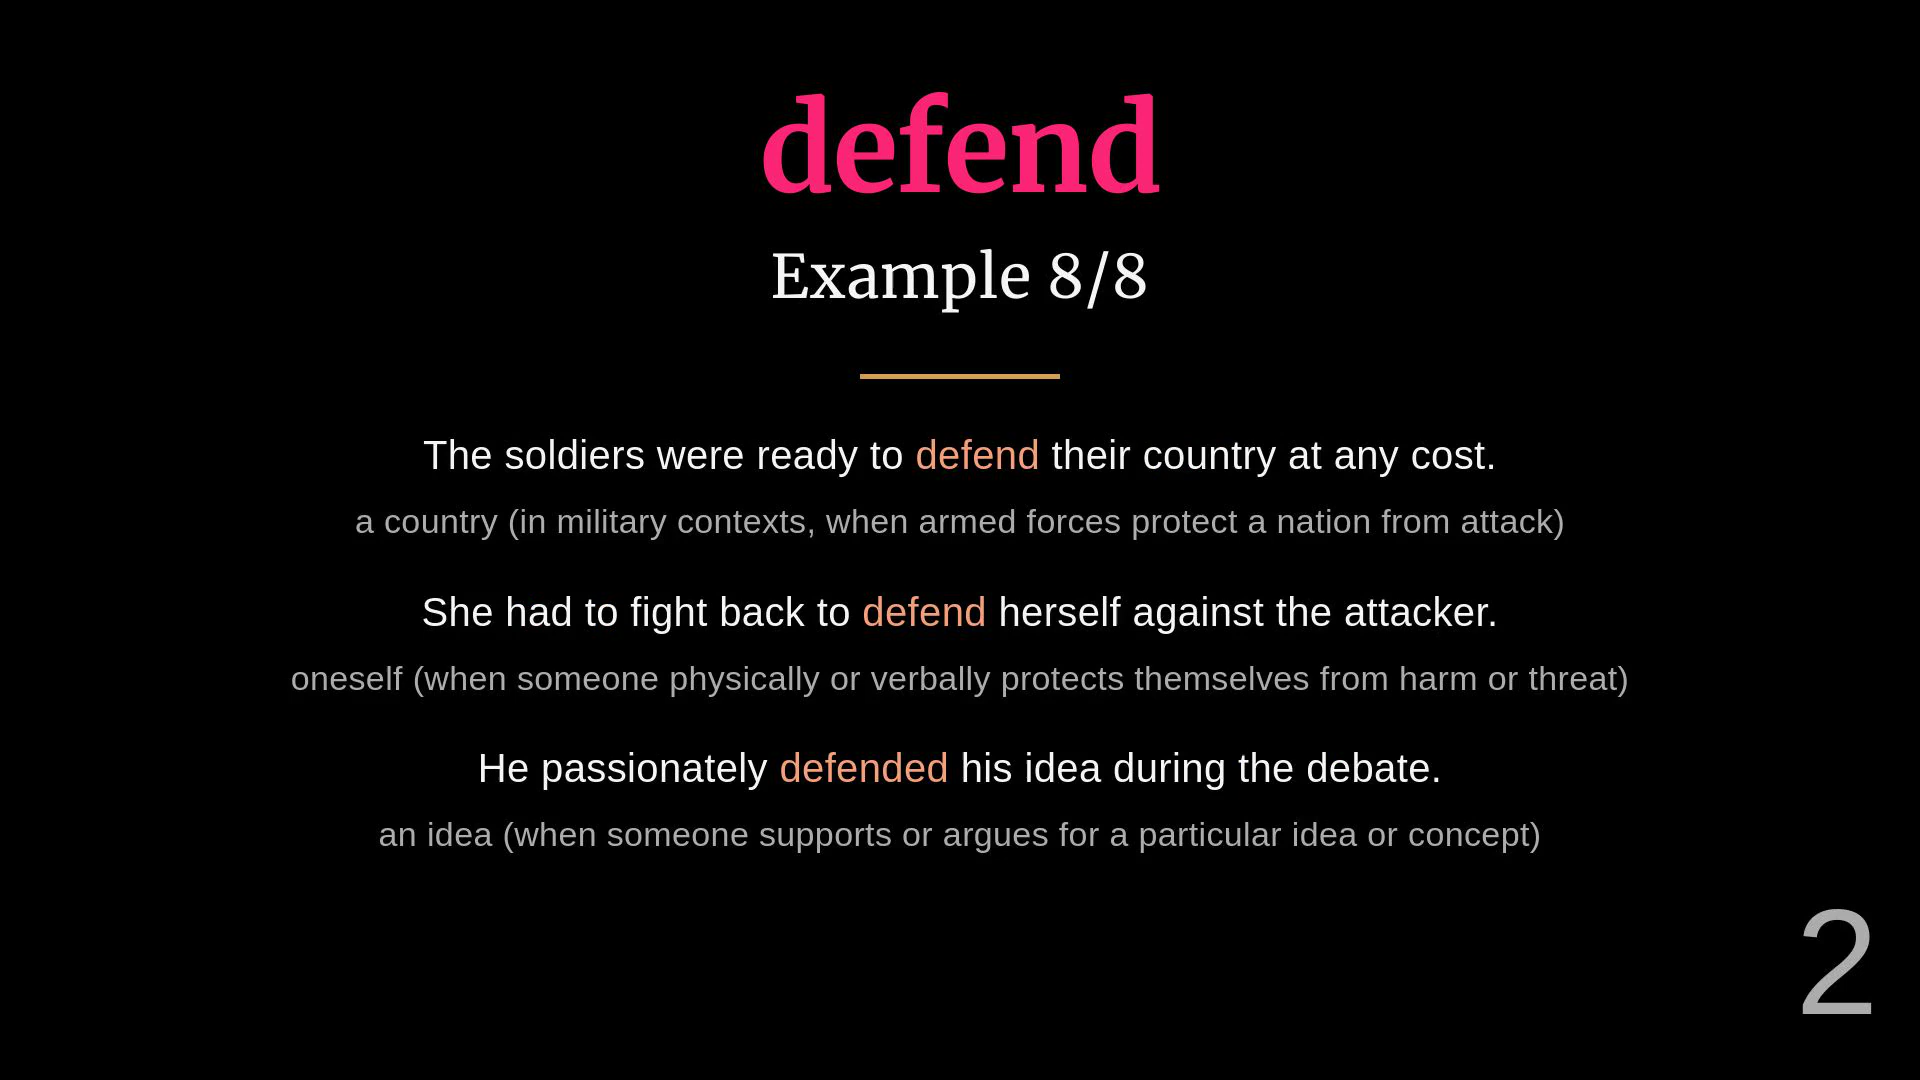 defend
Example 8/8
The soldiers were ready to defend their country at any cost.
a country (in military contexts, when armed forces protect a nation from attack)
She had to fight back to defend herself against the attacker.
oneself (when someone physically or verbally protects themselves from harm or threat)
He passionately defended his idea during the debate.
an idea (when someone supports or argues for a particular idea or concept)
2